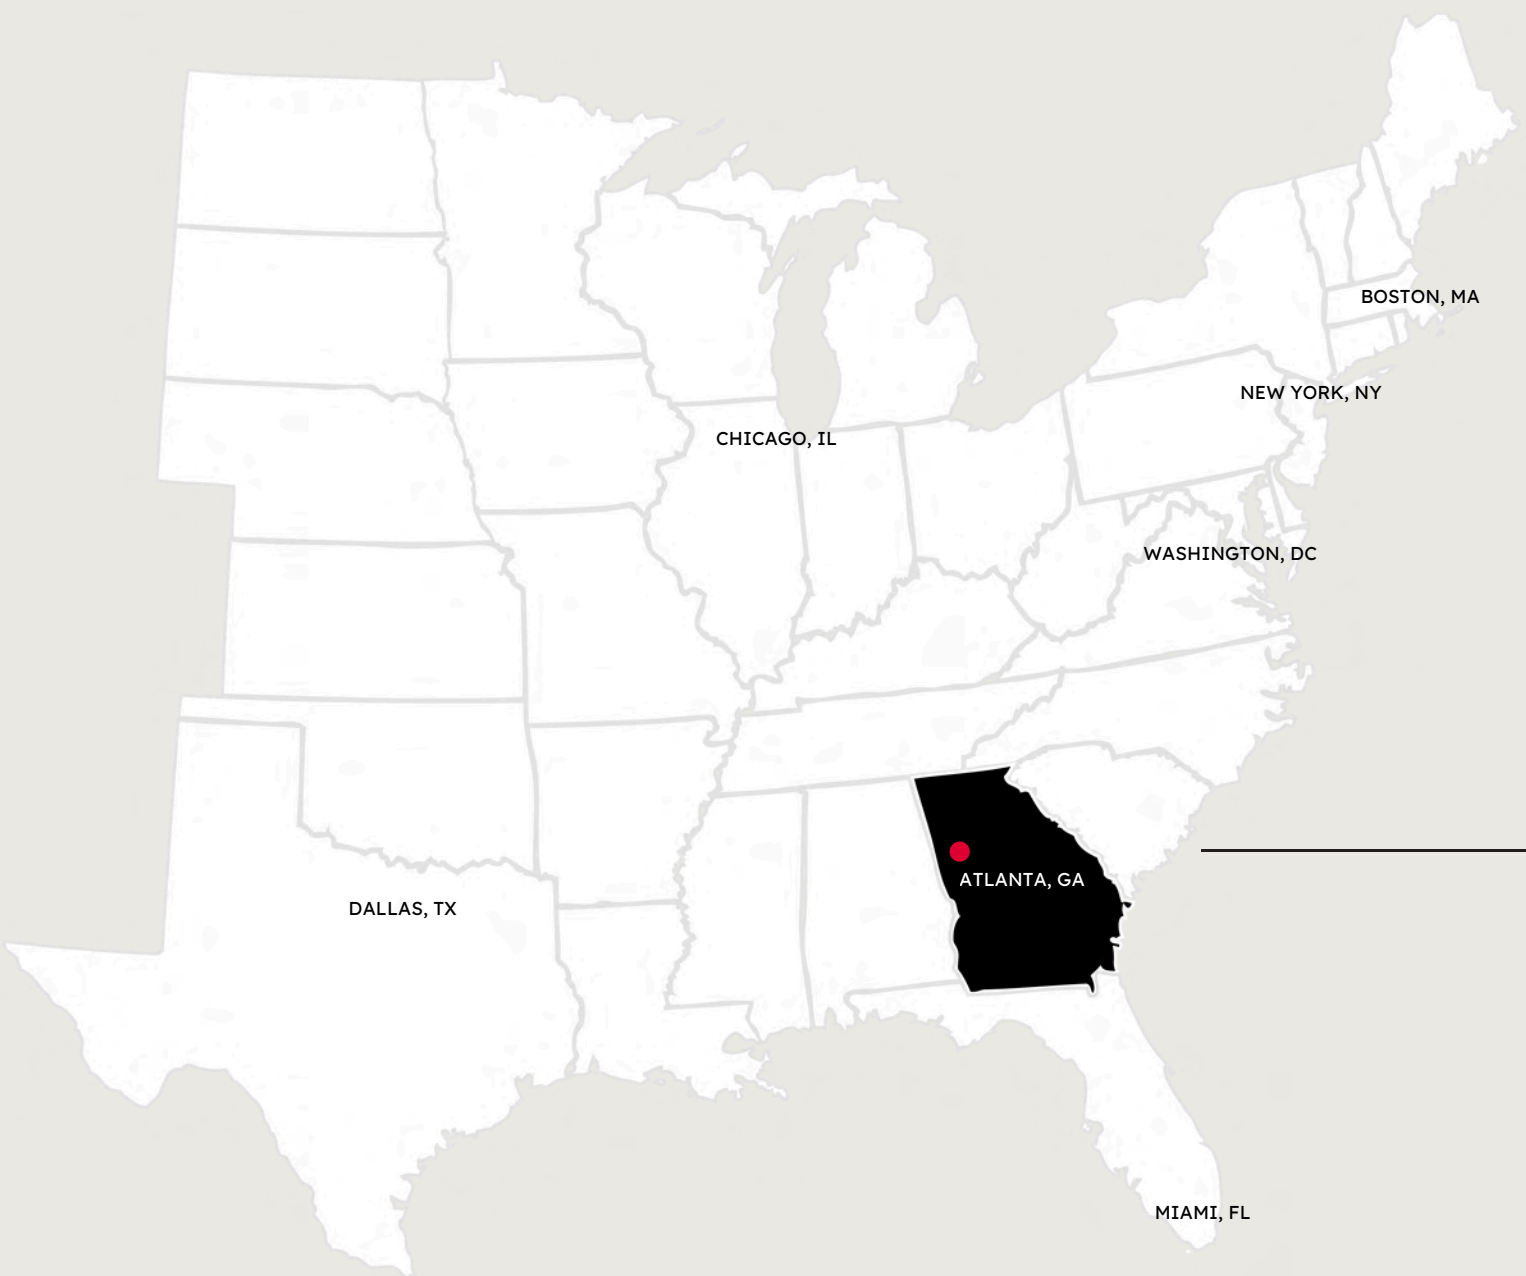 BOSTON, MA
NEW YORK, NY
CHICAGO, IL
WASHINGTON, DC
ATLANTA, GA
DALLAS, TX
MIAMI, FL